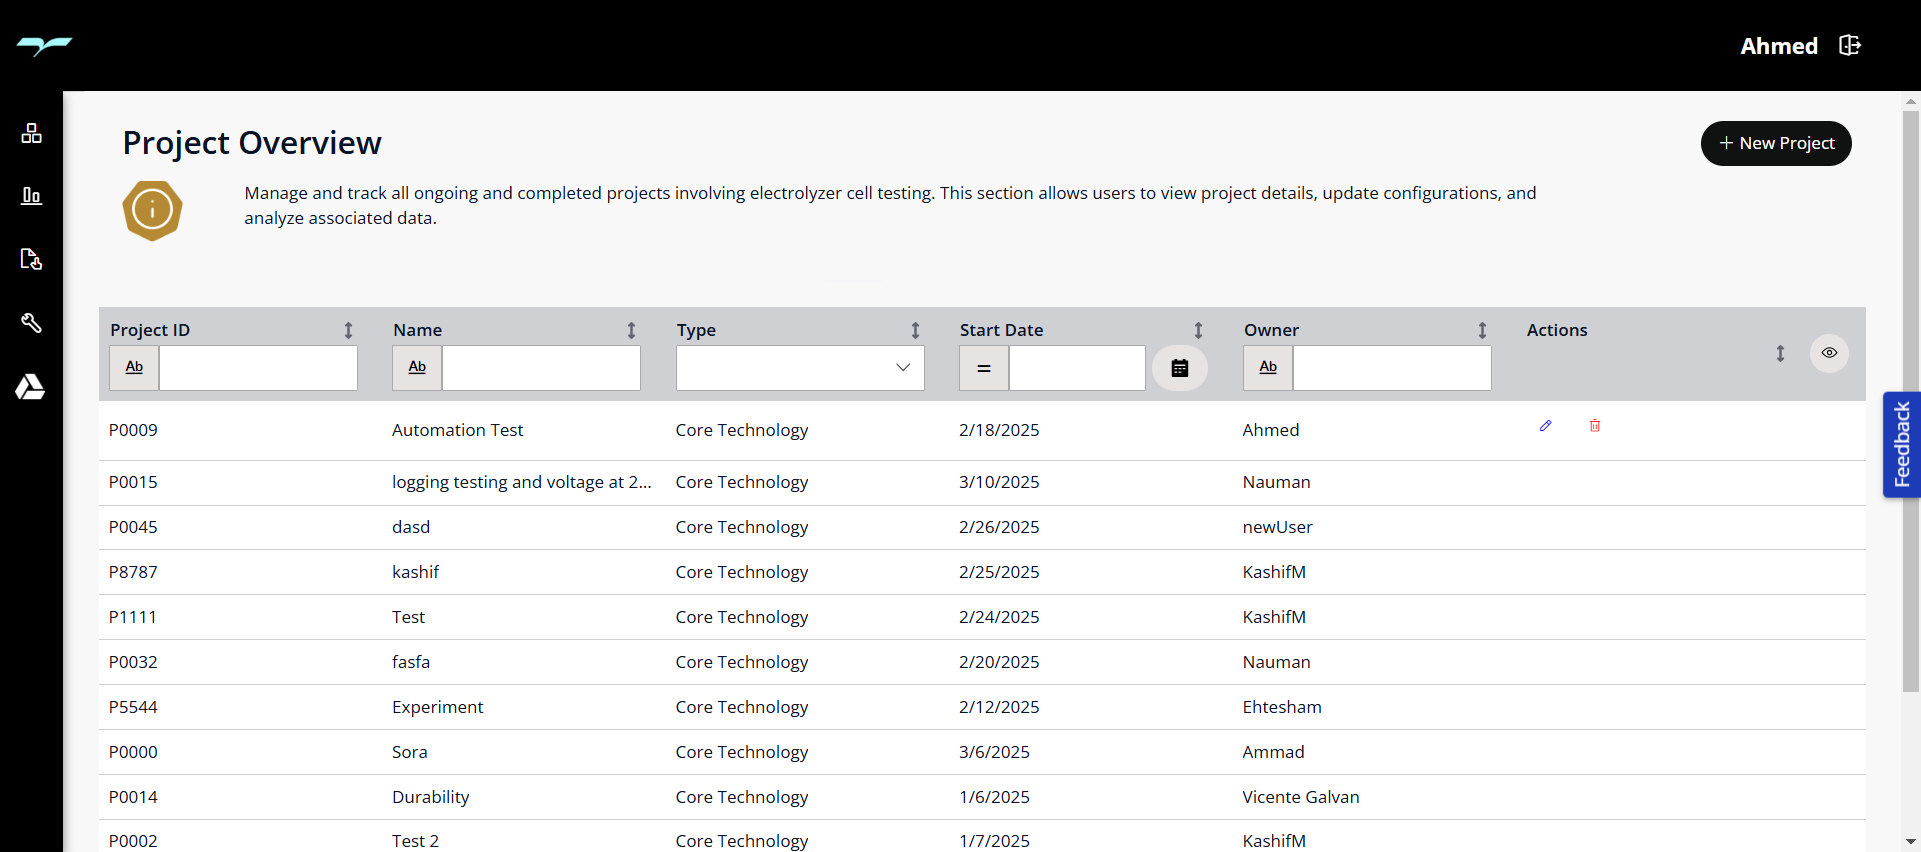 Ahmed
Project Overview
+ New Project
Manage and track all ongoing and completed projects involving electrolyzer cell testing. This section allows users to view project details, update configurations, and
analyze associated data.
Project ID Name Type Start Date Owner Actions
Ab Ab = Ab
P0009 Automation Test Core Technology 2/18/2025 Ahmed
Feedback
P0015 logging testing and voltage at 2... Core Technology 3/10/2025 Nauman
P0045 dasd Core Technology 2/26/2025 newUser
P8787 kashif Core Technology 2/25/2025 KashifM
P1111 Test Core Technology 2/24/2025 KashifM
P0032 fasfa Core Technology 2/20/2025 Nauman
P5544 Experiment Core Technology 2/12/2025 Ehtesham
P0000 Sora Core Technology 3/6/2025 Ammad
P0014 Durability Core Technology 1/6/2025 Vicente Galvan
P0002 Test 2 Core Technology 1/7/2025 KashifM